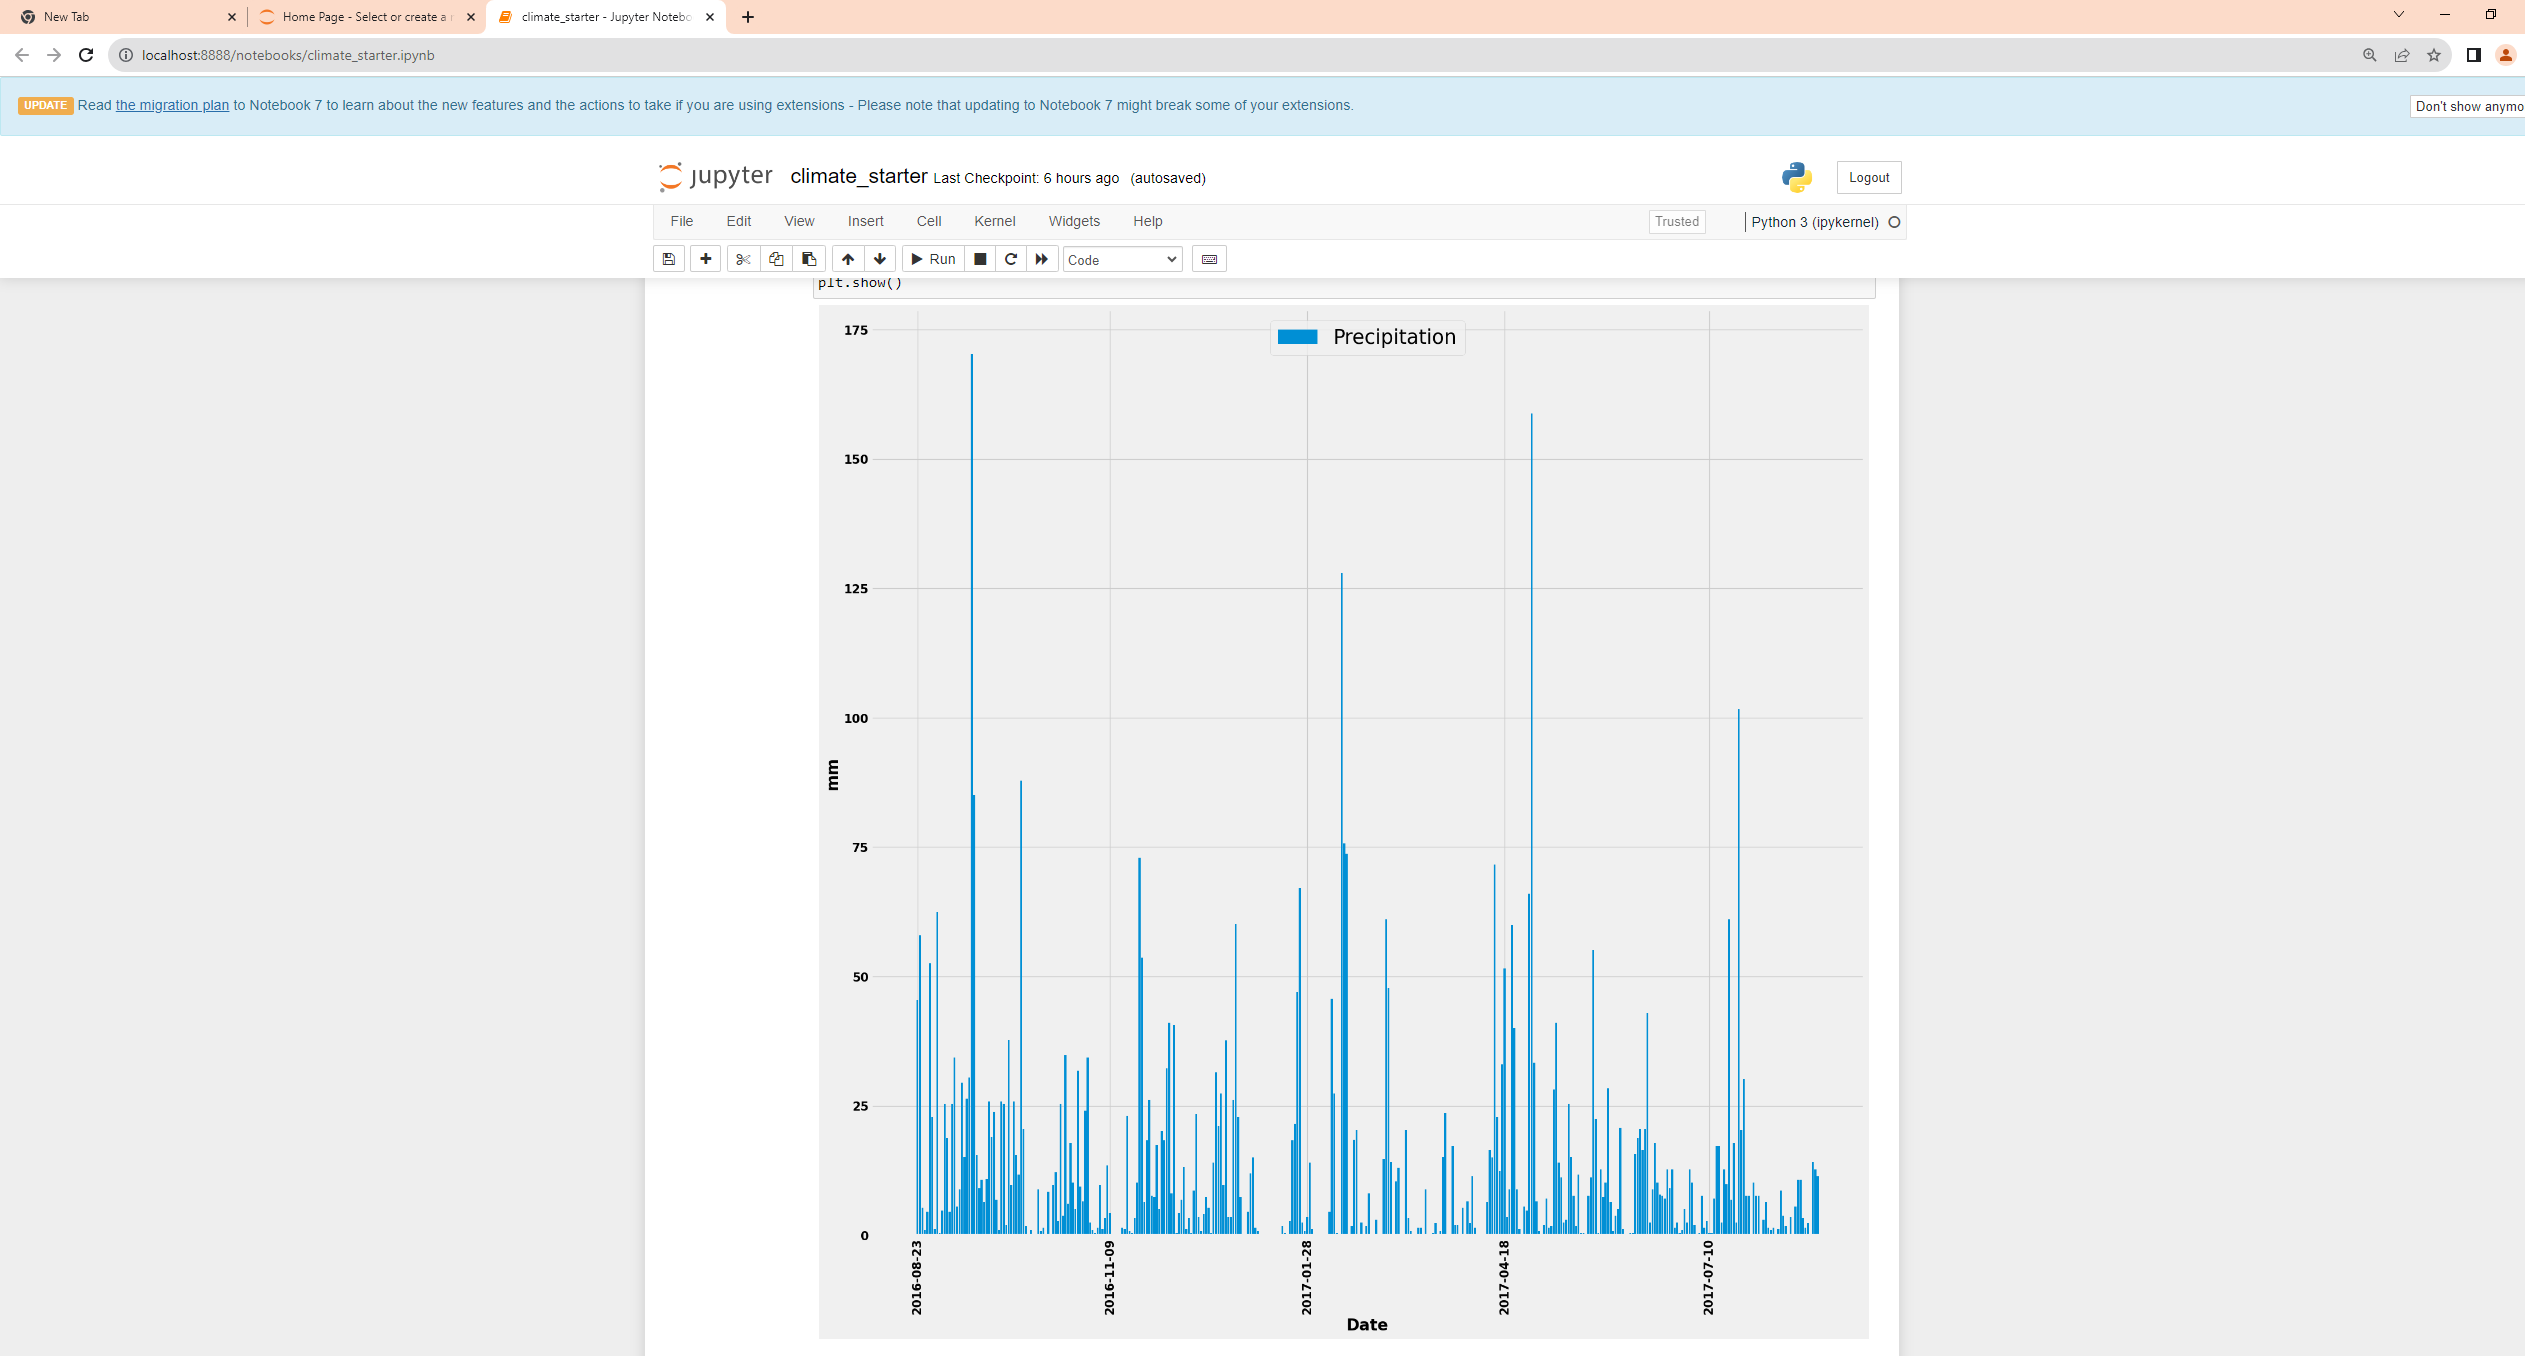 New Tab
Home Page - Select or create a
climate_starter - Jupyter Notebo
localhost:8888/notebooks/climate_starter.ipynb
UPDATE Read the migration plan to Notebook 7 to learn about the new features and the actions to take if you are using extensions - Please note that updating to Notebook 7 might break some of your extensions.
Don't show anymo
jupyter climate_starter Last Checkpoint: 6 hours ago (autosaved)
Logout
File Edit View Insert Cell Kernel Widgets Help
Trusted
Python 3 (ipykernel)
Run
Code
plt.show()
Precipitation
175
150
125
100
75
50
25
0
mm
2016-08-23
2016-11-09
2017-01-28
2017-04-18
2017-07-10
Date